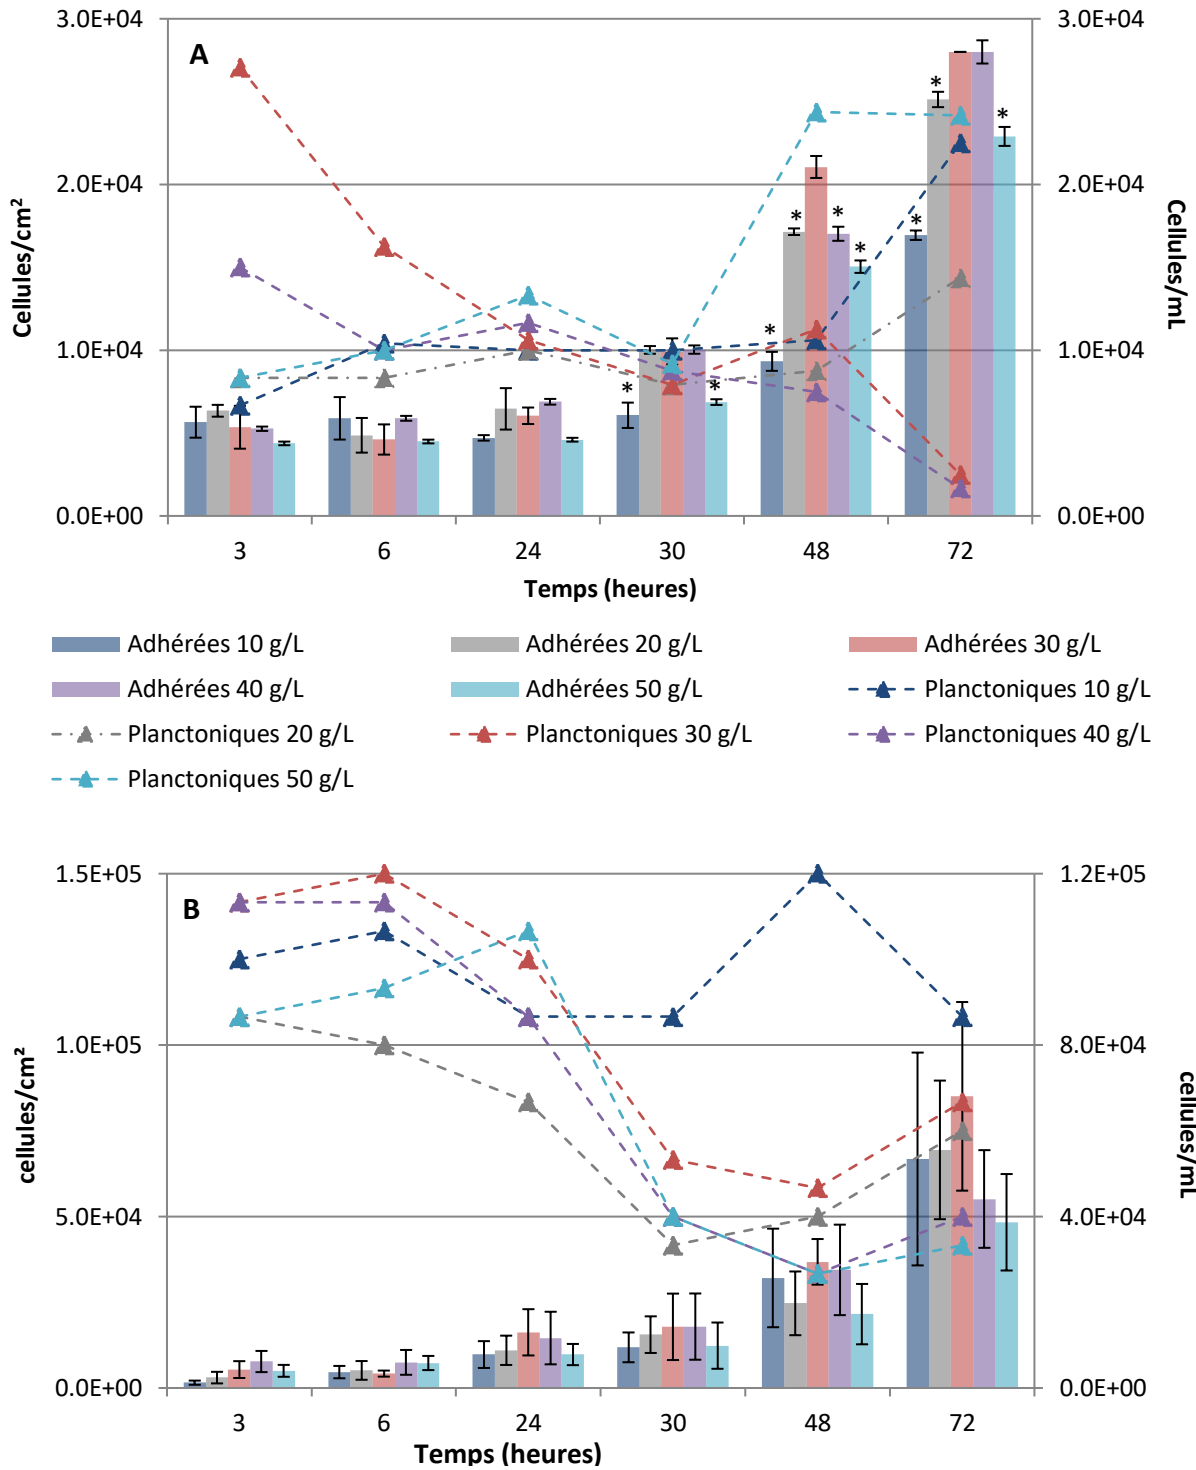 A
3.0E+04
2.0E+04
1.0E+04
0.0E+00
Cellules/cm²
3.0E+04
2.0E+04
1.0E+04
0.0E+00
Cellules/mL
* * * * * * * * * *
3 6 24 30 48 72
Temps (heures)
Adhérées 10 g/L Adhérées 20 g/L Adhérées 30 g/L
Adhérées 40 g/L Adhérées 50 g/L Planctoniques 10 g/L
Planctoniques 20 g/L Planctoniques 30 g/L Planctoniques 40 g/L
Planctoniques 50 g/L
B
1.5E+05
1.0E+05
5.0E+04
0.0E+00
cellules/cm²
1.2E+05
8.0E+04
4.0E+04
0.0E+00
cellules/mL
3 6 24 30 48 72
Temps (heures)